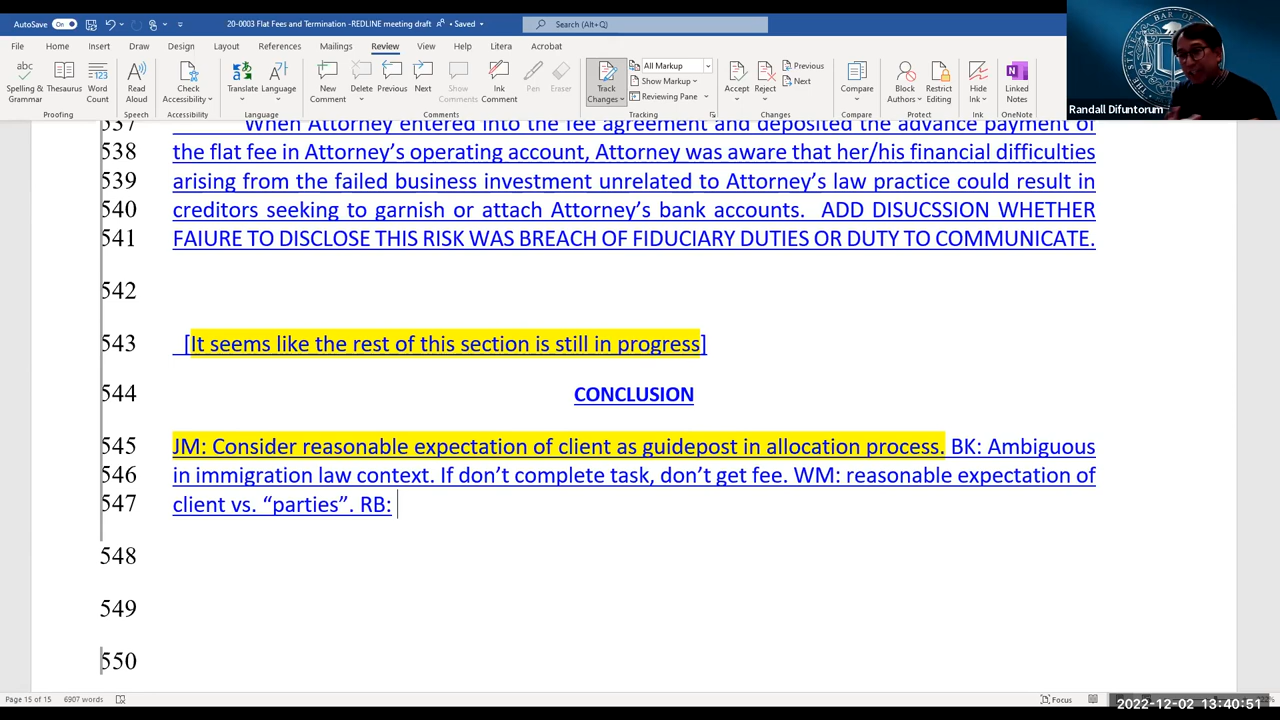 AutoSave On 20-0003 Flat Fees and Termination -REDLINE meeting draft • Saved Search (Alt+Q)
File Home Insert Draw Design Layout References Mailings Review View Help Litera Acrobat
Spelling & Grammar
Thesaurus
Word Count
Read Aloud
Check Accessibility
Translate
Language
New Comment
Delete
Previous
Next
Show Comments
Ink Comment
Pen
Eraser
Track Changes
All Markup
Show Markup
Reviewing Pane
Accept
Reject
Previous
Next
Compare
Block Authors
Restrict Editing
Hide Ink
Linked Notes
Proofing Speech Accessibility Language Comments Tracking Changes Compare Protect Ink OneNote
Randall Difuntorum
537 When Attorney entered into the fee agreement and deposited the advance payment of
538 the flat fee in Attorney’s operating account, Attorney was aware that her/his financial difficulties
539 arising from the failed business investment unrelated to Attorney’s law practice could result in
540 creditors seeking to garnish or attach Attorney’s bank accounts. ADD DISUCSSION WHETHER
541 FAIURE TO DISCLOSE THIS RISK WAS BREACH OF FIDUCIARY DUTIES OR DUTY TO COMMUNICATE.
542
543 [It seems like the rest of this section is still in progress]
544 CONCLUSION
545 JM: Consider reasonable expectation of client as guidepost in allocation process. BK: Ambiguous
546 in immigration law context. If don’t complete task, don’t get fee. WM: reasonable expectation of
547 client vs. “parties”. RB:
548
549
550
Page 15 of 15 6907 words Focus
2022-12-02 13:40:51